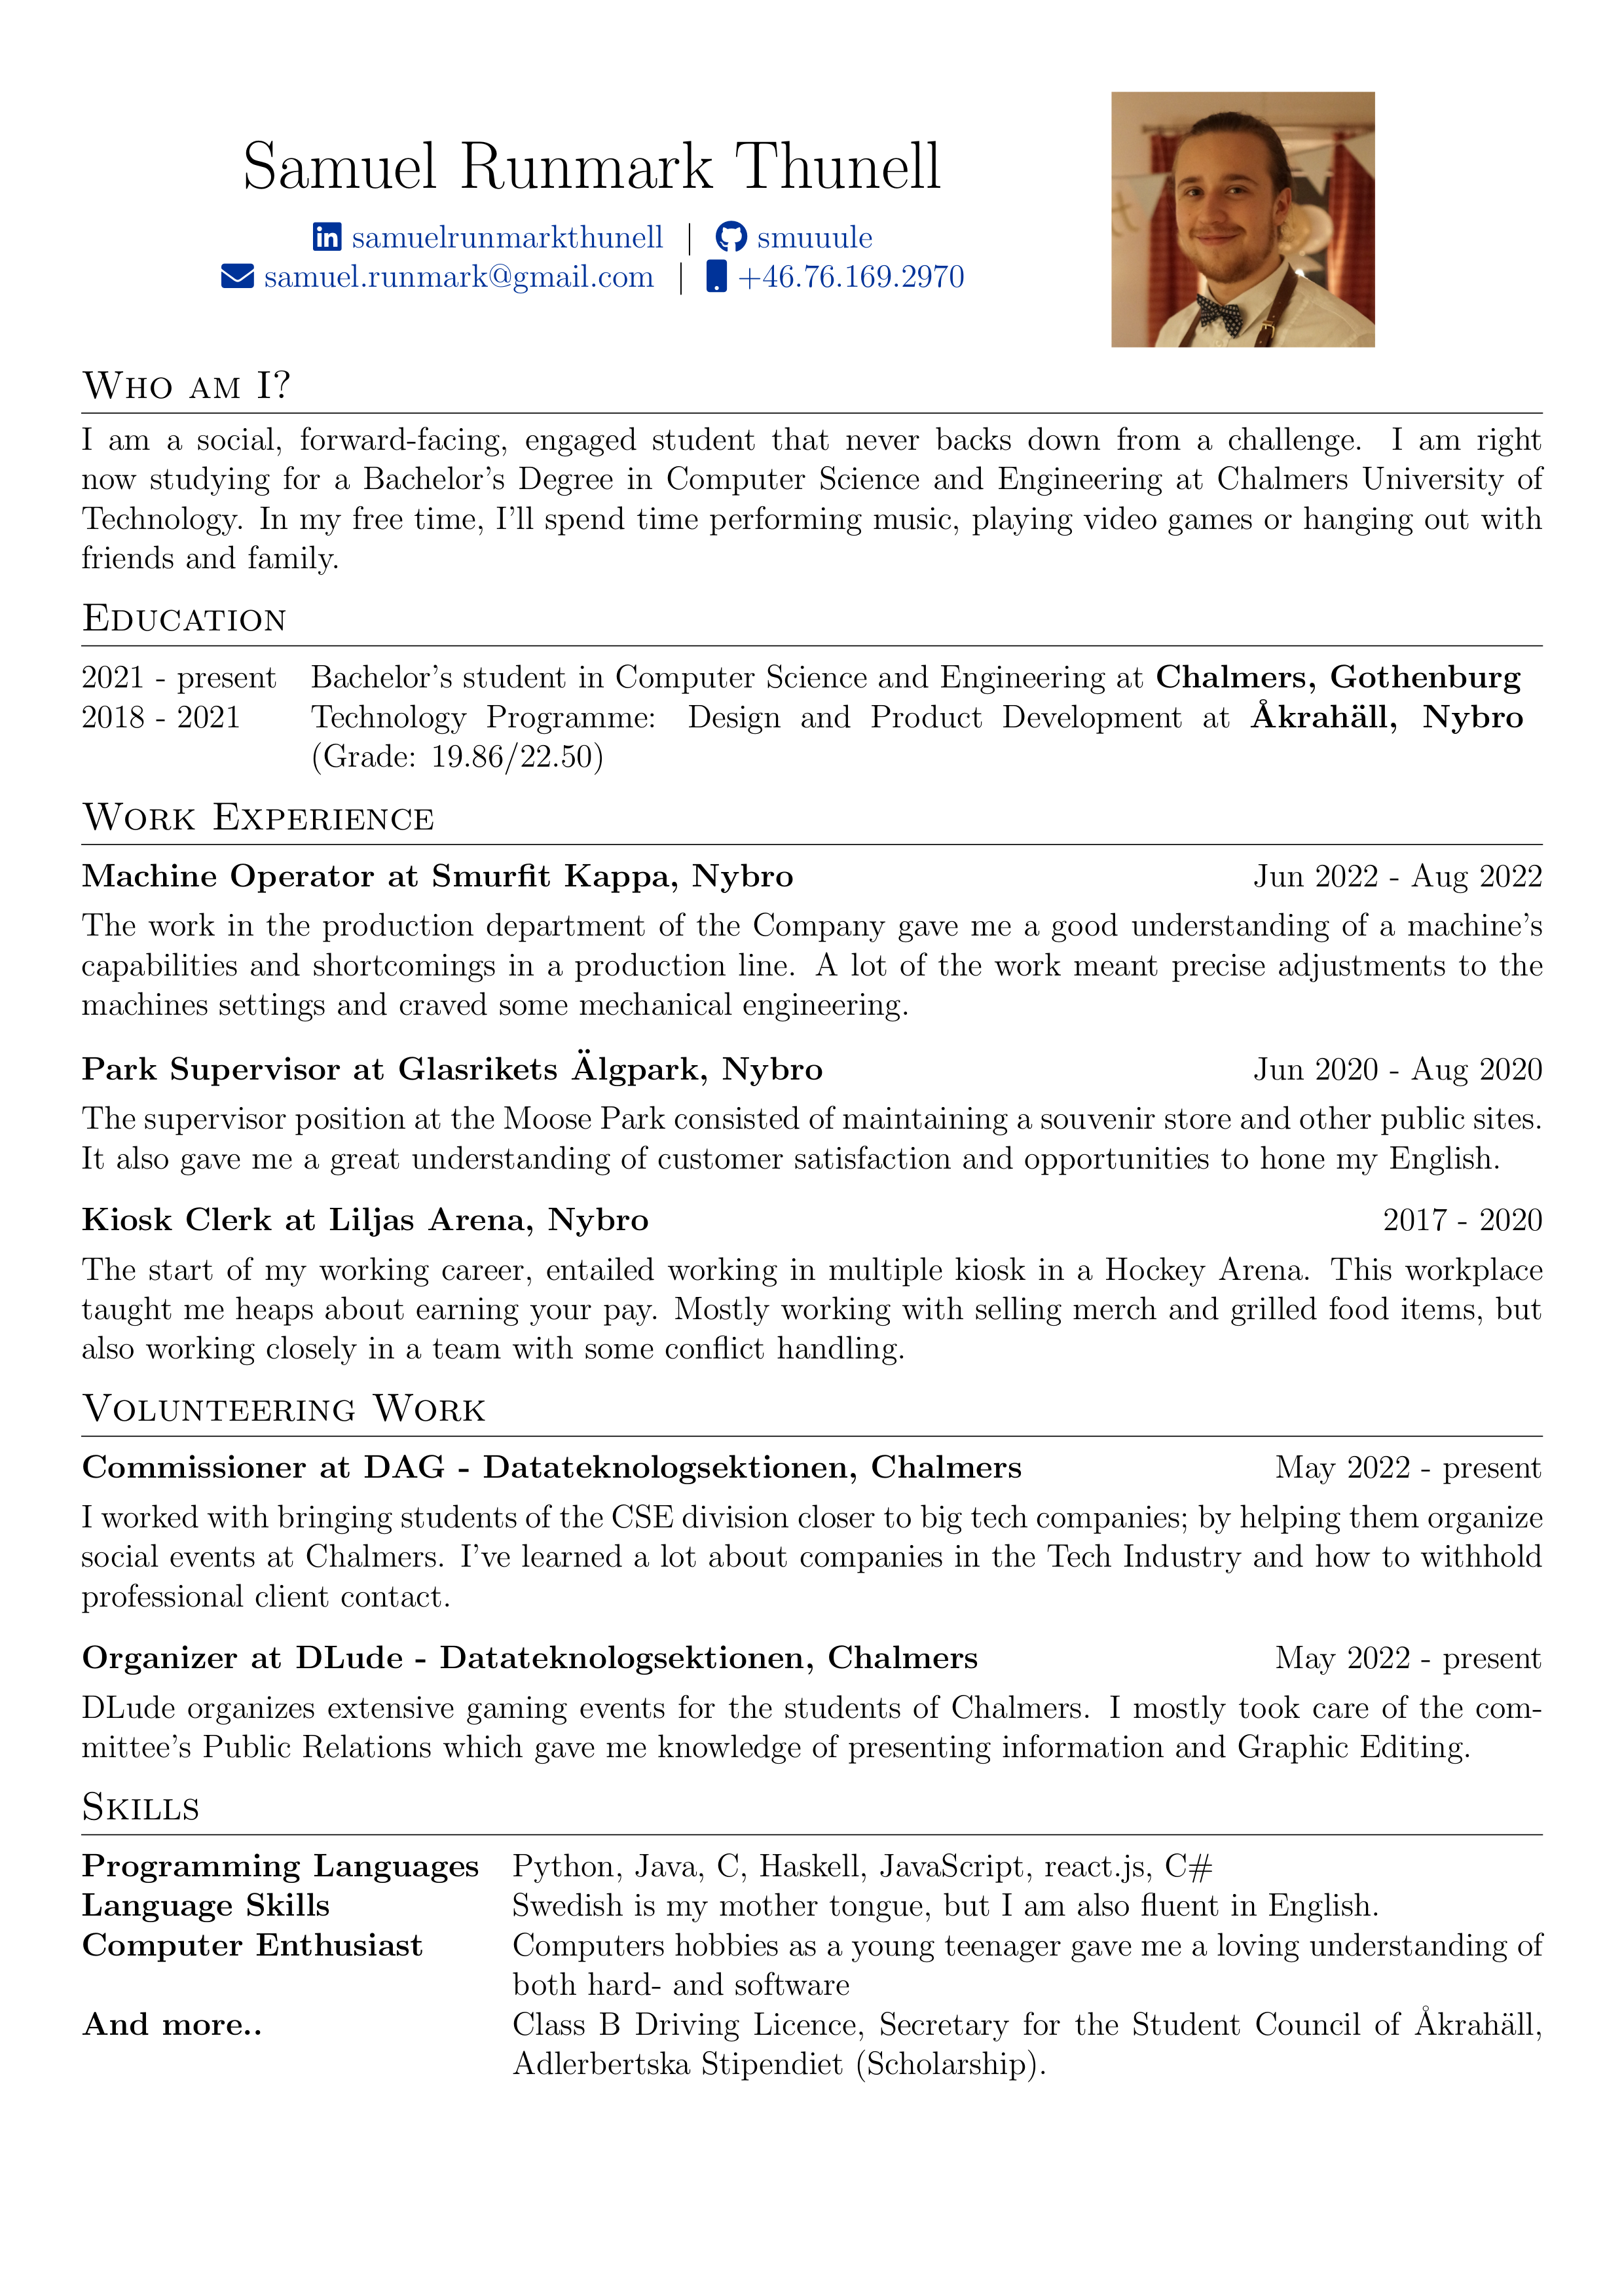 Samuel Runmark Thunell
samuelrunmarkthunell | smuuule
samuel.runmark@gmail.com | +46.76.169.2970
Who am I?
I am a social, forward-facing, engaged student that never backs down from a challenge. I am right
now studying for a Bachelor's Degree in Computer Science and Engineering at Chalmers University of
Technology. In my free time, I'll spend time performing music, playing video games or hanging out with
friends and family.
Education
2021 - present Bachelor's student in Computer Science and Engineering at Chalmers, Gothenburg
2018 - 2021 Technology Programme: Design and Product Development at Åkrahäll, Nybro
(Grade: 19.86/22.50)
Work Experience
Machine Operator at Smurfit Kappa, Nybro Jun 2022 - Aug 2022
The work in the production department of the Company gave me a good understanding of a machine's
capabilities and shortcomings in a production line. A lot of the work meant precise adjustments to the
machines settings and craved some mechanical engineering.
Park Supervisor at Glasrikets Älgpark, Nybro Jun 2020 - Aug 2020
The supervisor position at the Moose Park consisted of maintaining a souvenir store and other public sites.
It also gave me a great understanding of customer satisfaction and opportunities to hone my English.
Kiosk Clerk at Liljas Arena, Nybro 2017 - 2020
The start of my working career, entailed working in multiple kiosk in a Hockey Arena. This workplace
taught me heaps about earning your pay. Mostly working with selling merch and grilled food items, but
also working closely in a team with some conflict handling.
Volunteering Work
Commissioner at DAG - Datateknologsektionen, Chalmers May 2022 - present
I worked with bringing students of the CSE division closer to big tech companies; by helping them organize
social events at Chalmers. I've learned a lot about companies in the Tech Industry and how to withhold
professional client contact.
Organizer at DLude - Datateknologsektionen, Chalmers May 2022 - present
DLude organizes extensive gaming events for the students of Chalmers. I mostly took care of the com-
mittee's Public Relations which gave me knowledge of presenting information and Graphic Editing.
Skills
Programming Languages Python, Java, C, Haskell, JavaScript, react.js, C#
Language Skills Swedish is my mother tongue, but I am also fluent in English.
Computer Enthusiast Computers hobbies as a young teenager gave me a loving understanding of
both hard- and software
And more.. Class B Driving Licence, Secretary for the Student Council of Åkrahäll,
Adlerbertska Stipendiet (Scholarship).